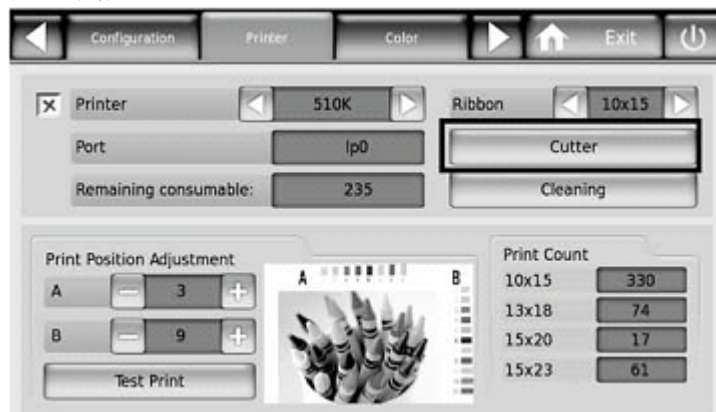 Configuration Printer Color Exit
Printer 510K Ribbon 10x15
Port lp0 Cutter
Remaining consumable: 235 Cleaning
Print Position Adjustment
A 3
B 9
Test Print
A B
Print Count
10x15 330
13x18 74
15x20 17
15x23 61